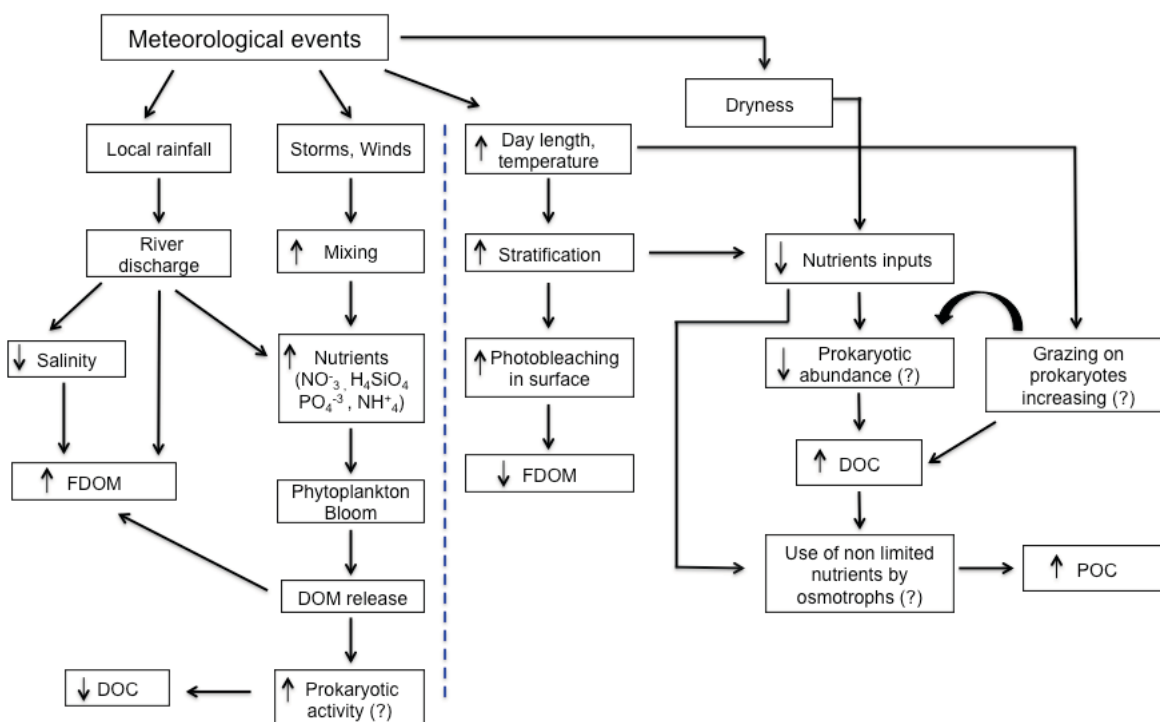 Meteorological events
Dryness
Local rainfall
Storms, Winds
↑ Day length,
temperature
River
discharge
↑ Mixing
↑ Stratification
↓ Nutrients inputs
↓ Salinity
↑ Nutrients
(NO⁻₃, H₄SiO₄
PO₄⁻³, NH⁺₄)
↑ Photobleaching
in surface
↓ Prokaryotic
abundance (?)
Grazing on
prokaryotes
increasing (?)
↑ FDOM
Phytoplankton
Bloom
↓ FDOM
↑ DOC
DOM release
Use of non limited
nutrients by
osmotrophs (?)
↑ POC
↓ DOC
↑ Prokaryotic
activity (?)